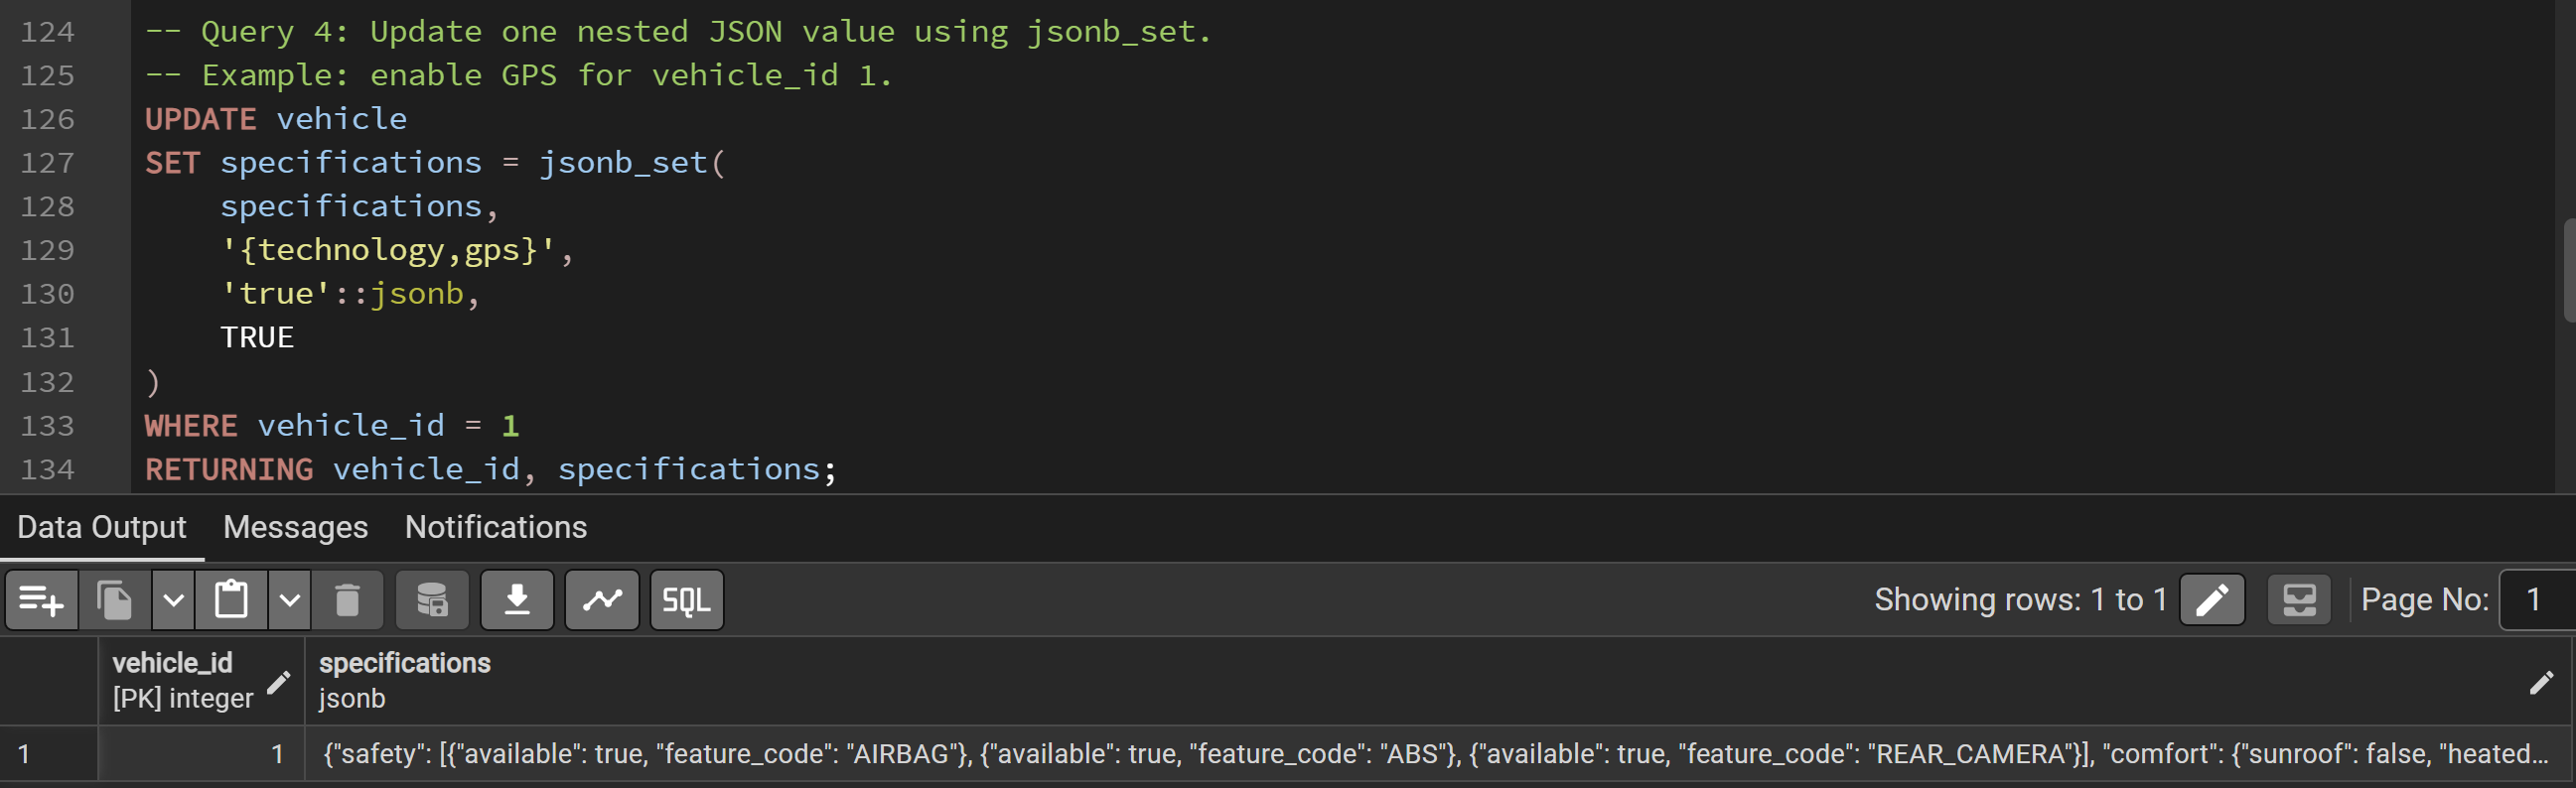 124 -- Query 4: Update one nested JSON value using jsonb_set.
125 -- Example: enable GPS for vehicle_id 1.
126 UPDATE vehicle
127 SET specifications = jsonb_set(
128     specifications,
129     '{technology,gps}',
130     'true'::jsonb,
131     TRUE
132 )
133 WHERE vehicle_id = 1
134 RETURNING vehicle_id, specifications;
Data Output Messages Notifications
SQL Showing rows: 1 to 1 Page No: 1
vehicle_id specifications
[PK] integer jsonb
1 1 {"safety": [{"available": true, "feature_code": "AIRBAG"}, {"available": true, "feature_code": "ABS"}, {"available": true, "feature_code": "REAR_CAMERA"}], "comfort": {"sunroof": false, "heated...